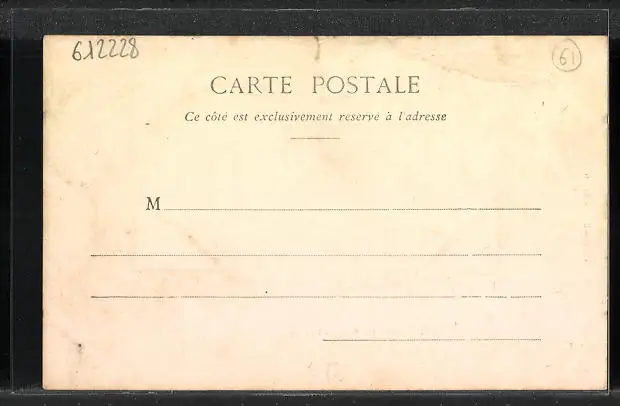 612228
61
CARTE POSTALE
Ce côté est exclusivement reservé à l'adresse
M